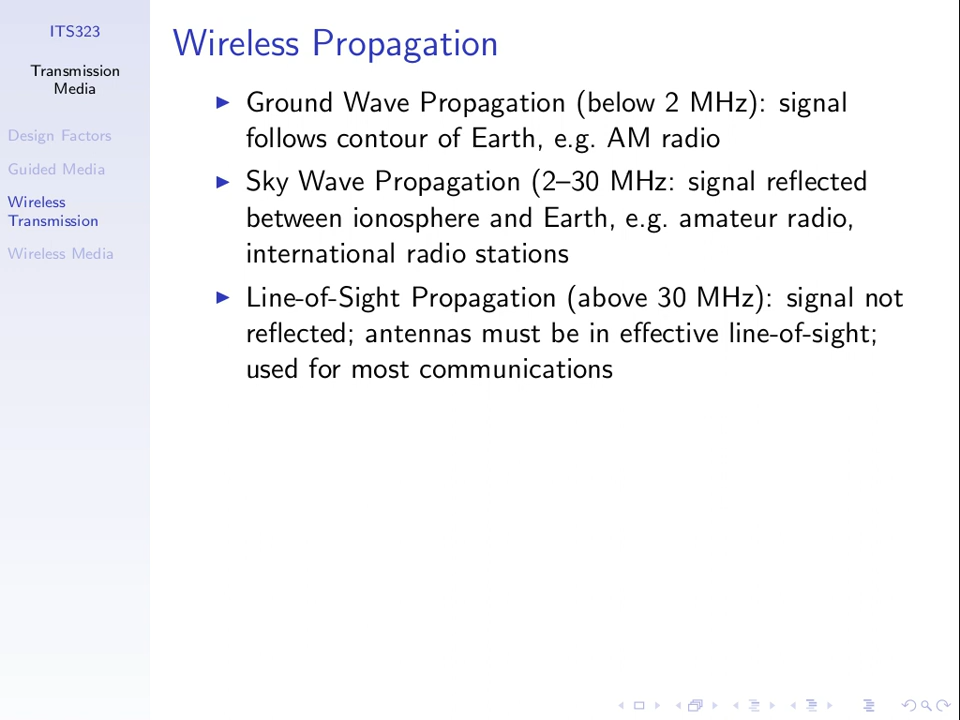 ITS323
Transmission
Media
Design Factors
Guided Media
Wireless
Transmission
Wireless Media
Wireless Propagation
Ground Wave Propagation (below 2 MHz): signal
follows contour of Earth, e.g. AM radio
Sky Wave Propagation (2–30 MHz: signal reflected
between ionosphere and Earth, e.g. amateur radio,
international radio stations
Line-of-Sight Propagation (above 30 MHz): signal not
reflected; antennas must be in effective line-of-sight;
used for most communications